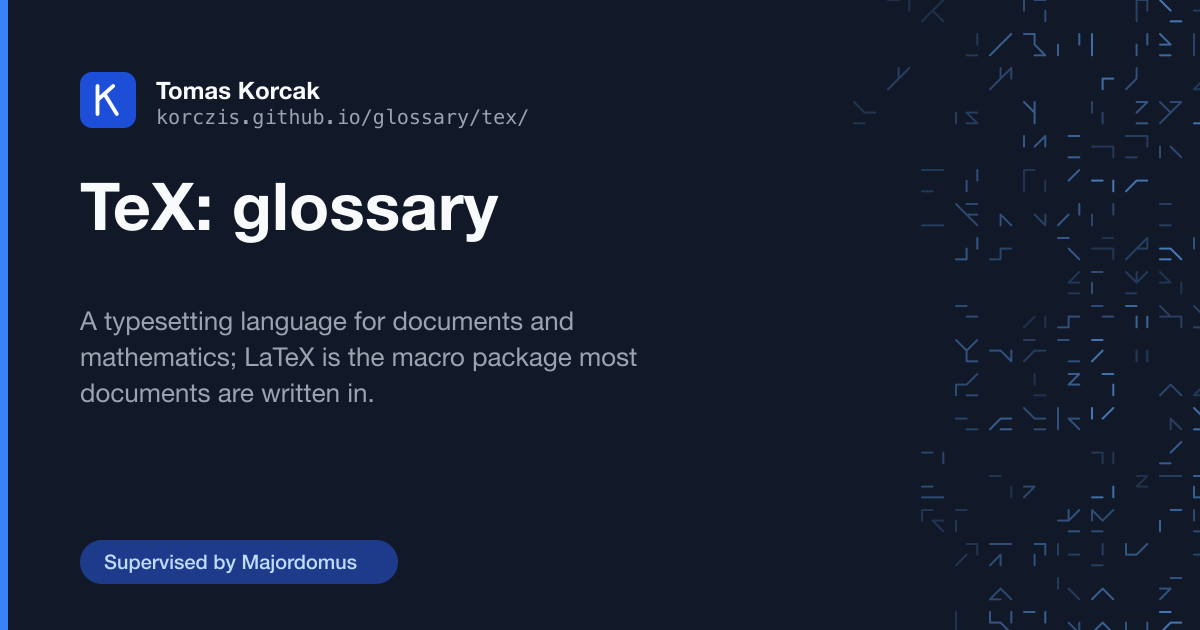 K
Tomas Korcak
korczis.github.io/glossary/tex/
TeX: glossary
A typesetting language for documents and
mathematics; LaTeX is the macro package most
documents are written in.
Supervised by Majordomus